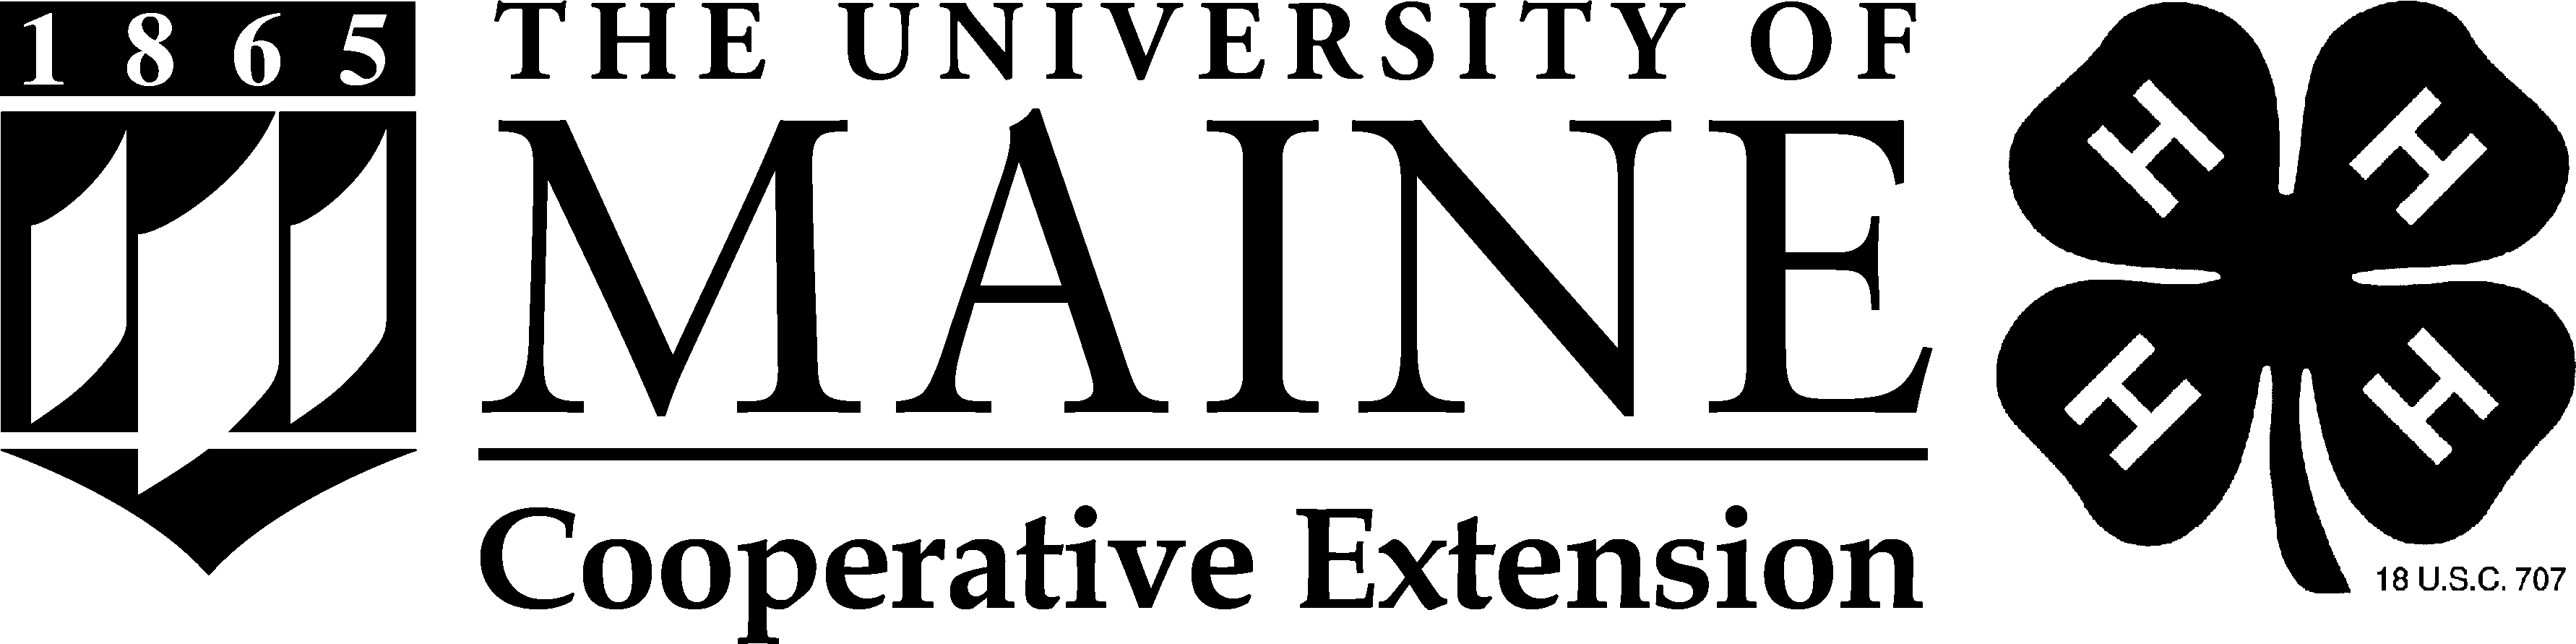 1865
THE UNIVERSITY OF
MAINE
Cooperative Extension
H H
H H
18 U.S.C. 707